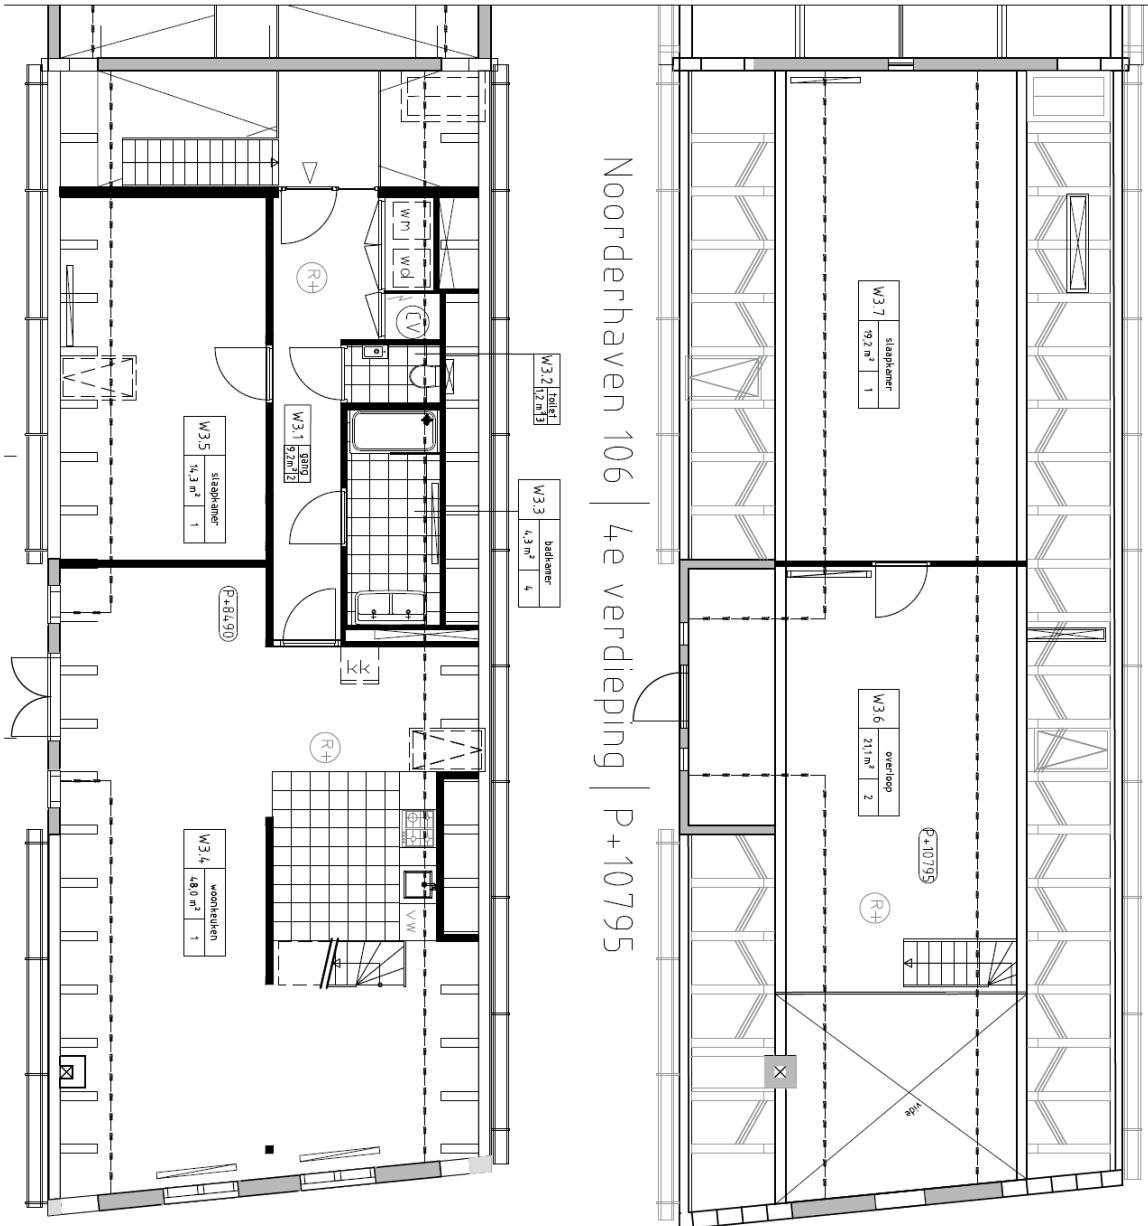 wm
wd
R+
CV
W3.2 toilet 1,2 m² 3
W3.1 gang 9,2m² 2
W3.5 slaapkamer 14,3 m² 1
W3.3 badkamer 4,3 m² 4
P+8490
kk
R+
W3.4 woonkeuken 48,0 m² 1
vw
Noorderhaven 106 | 4e verdieping | P+10795
W3.7 slaapkamer 19,2 m² 1
W3.6 overloop 21,1 m² 2
P+10795
R+
vide